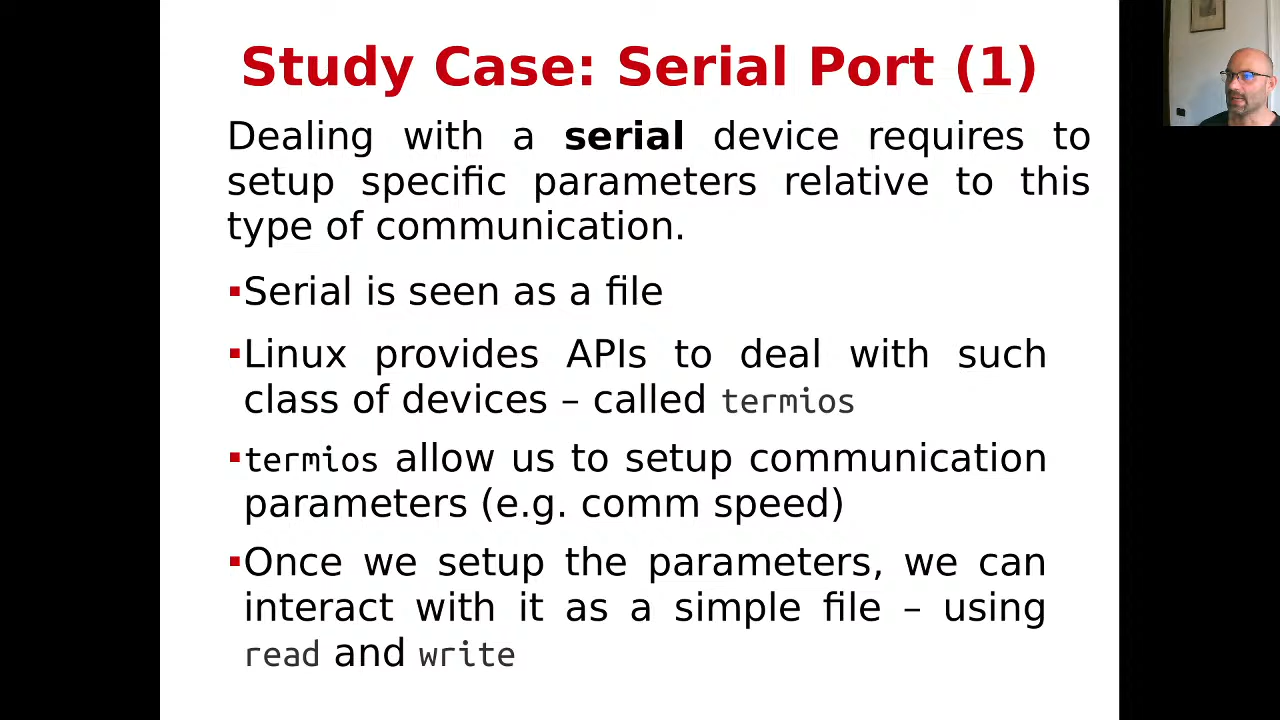 Study Case: Serial Port (1)
Dealing with a serial device requires to
setup specific parameters relative to this
type of communication.
▪Serial is seen as a file
▪Linux provides APIs to deal with such
class of devices – called termios
▪termios allow us to setup communication
parameters (e.g. comm speed)
▪Once we setup the parameters, we can
interact with it as a simple file – using
read and write